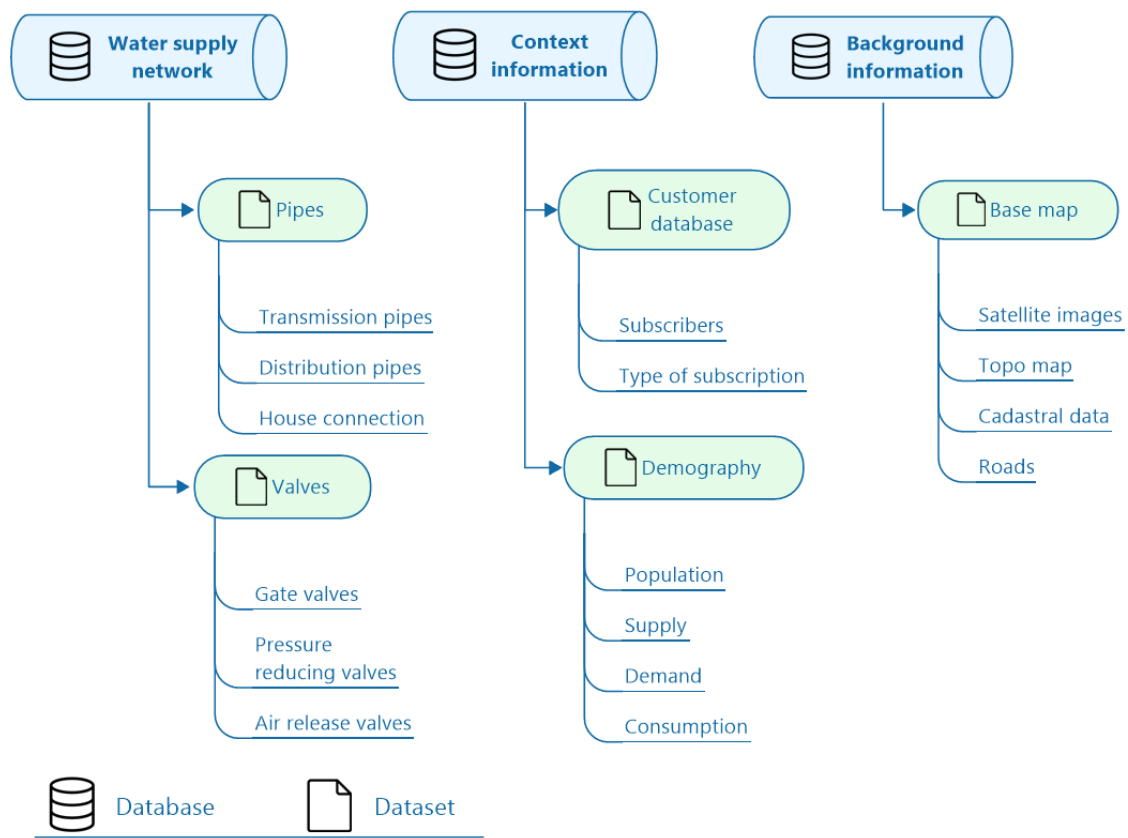 Water supply
network
Pipes
Transmission pipes
Distribution pipes
House connection
Valves
Gate valves
Pressure
reducing valves
Air release valves
Context
information
Customer
database
Subscribers
Type of subscription
Demography
Population
Supply
Demand
Consumption
Background
information
Base map
Satellite images
Topo map
Cadastral data
Roads
Database
Dataset